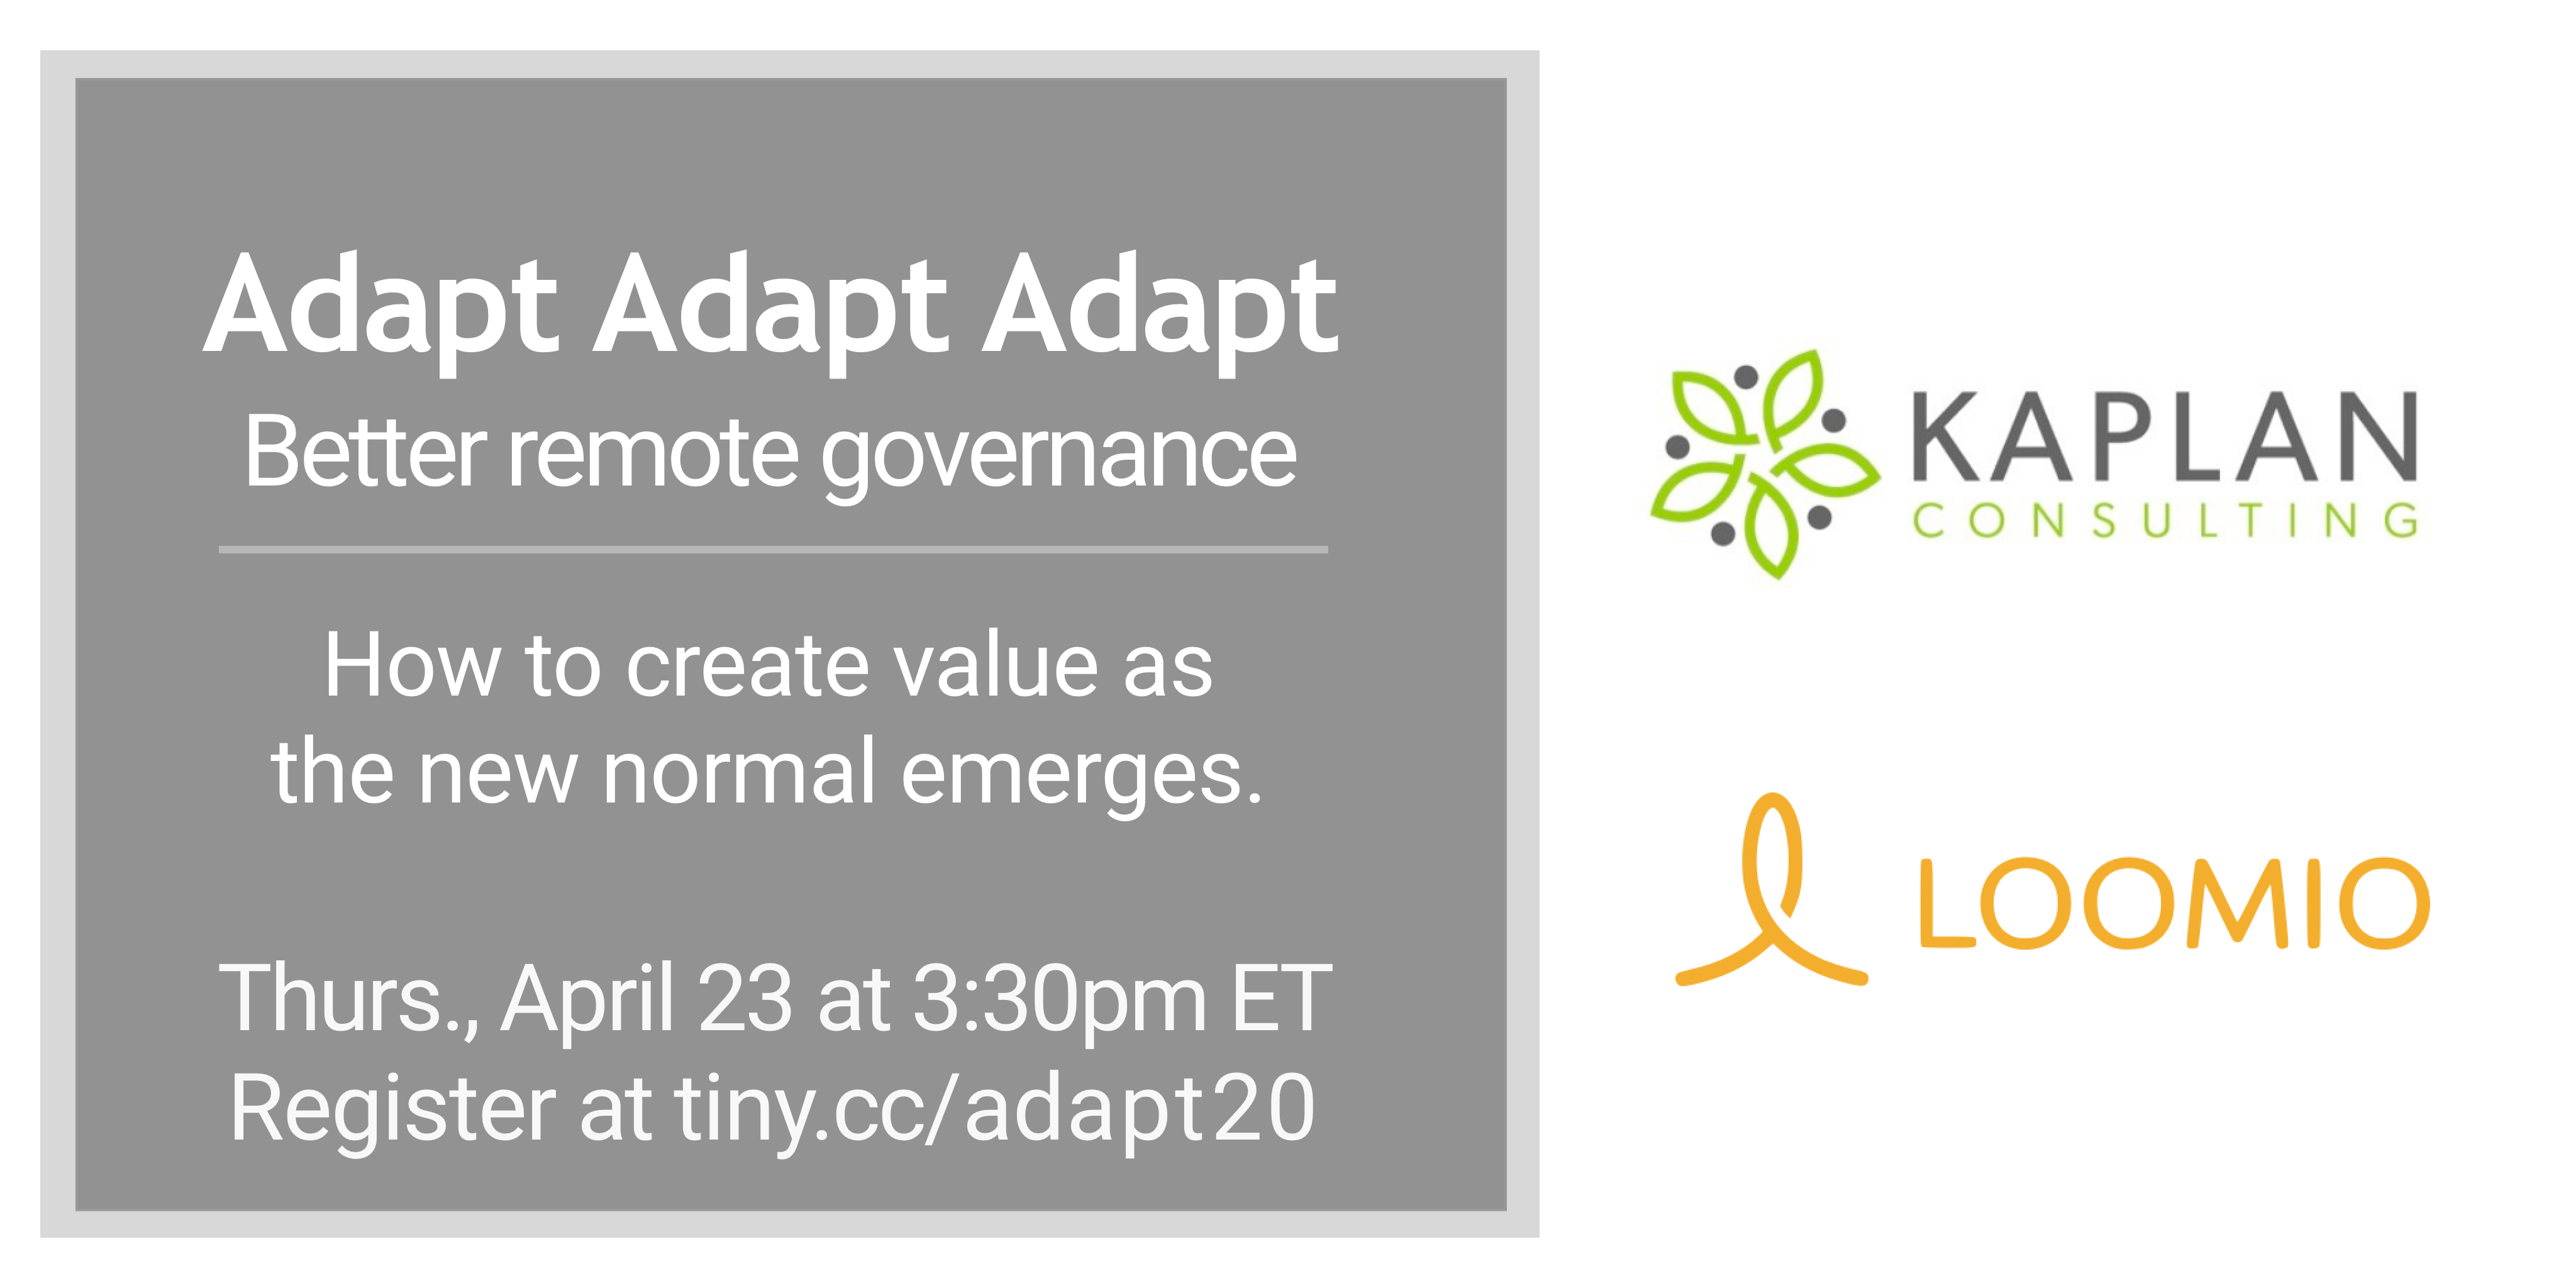 Adapt Adapt Adapt
Better remote governance
How to create value as
the new normal emerges.
Thurs., April 23 at 3:30pm ET
Register at tiny.cc/adapt20
KAPLAN
CONSULTING
LOOMIO